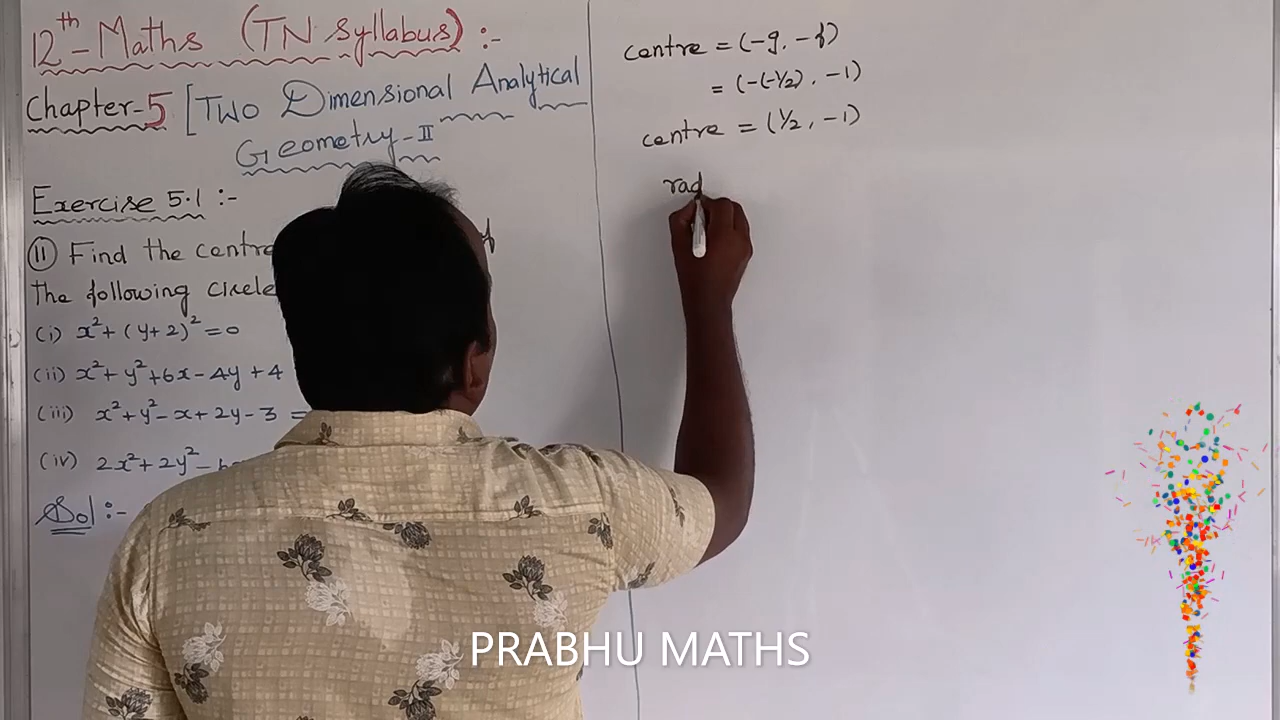 12th - Maths (TN syllabus) :-
Chapter-5 [Two Dimensional Analytical
Geometry-II
Exercise 5.1 :-
(11) Find the centre
the following circle
(i) x² + (y+2)² = 0
(ii) x² + y² + 6x - 4y + 4
(iii) x² + y² - x + 2y - 3 =
(iv) 2x² + 2y² -
Sol :-
centre = (-g, -f)
= (-(-1/2), -1)
centre = (1/2, -1)
rad
PRABHU MATHS